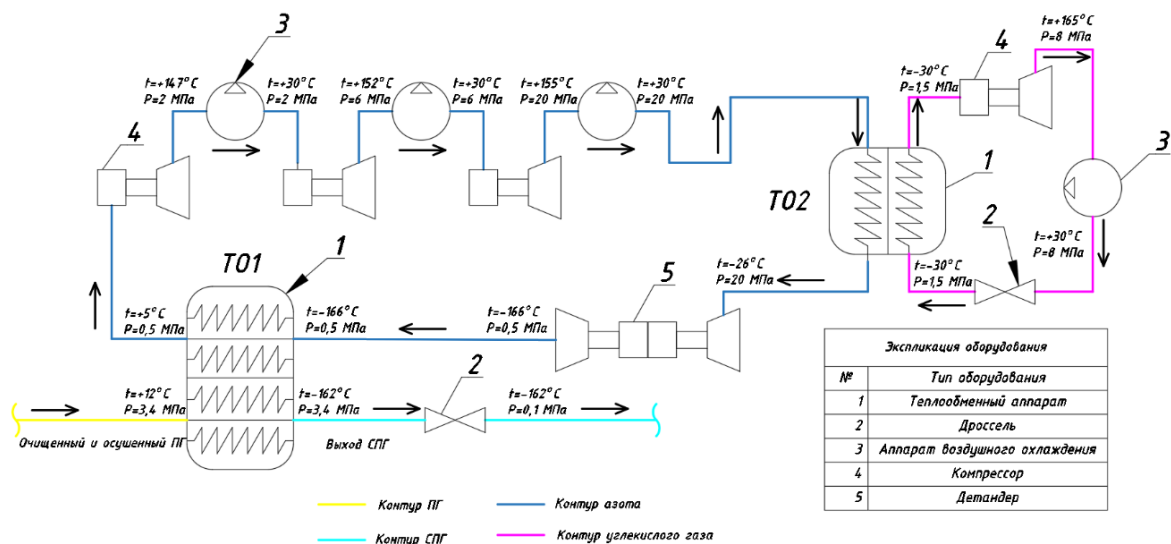 3
t=+147°C
P=2 МПа
t=+30°C
P=2 МПа
t=+152°C
P=6 МПа
t=+30°C
P=6 МПа
t=+155°C
P=20 МПа
t=+30°C
P=20 МПа
t=-30°C
P=1,5 МПа
4
t=+165°C
P=8 МПа
4
ТО2
1
3
2
t=+30°C
P=8 МПа
t=-30°C
P=1,5 МПа
t=-26°C
P=20 МПа
5
ТО1
1
t=+5°C
P=0,5 МПа
t=-166°C
P=0,5 МПа
t=-166°C
P=0,5 МПа
t=+12°C
P=3,4 МПа
t=-162°C
P=3,4 МПа
2
t=-162°C
P=0,1 МПа
Очищенный и осушенный ПГ
Выход СПГ
Экспликация оборудования
№ Тип оборудования
1 Теплообменный аппарат
2 Дроссель
3 Аппарат воздушного охлаждения
4 Компрессор
5 Детандер
Контур ПГ
Контур азота
Контур СПГ
Контур углекислого газа